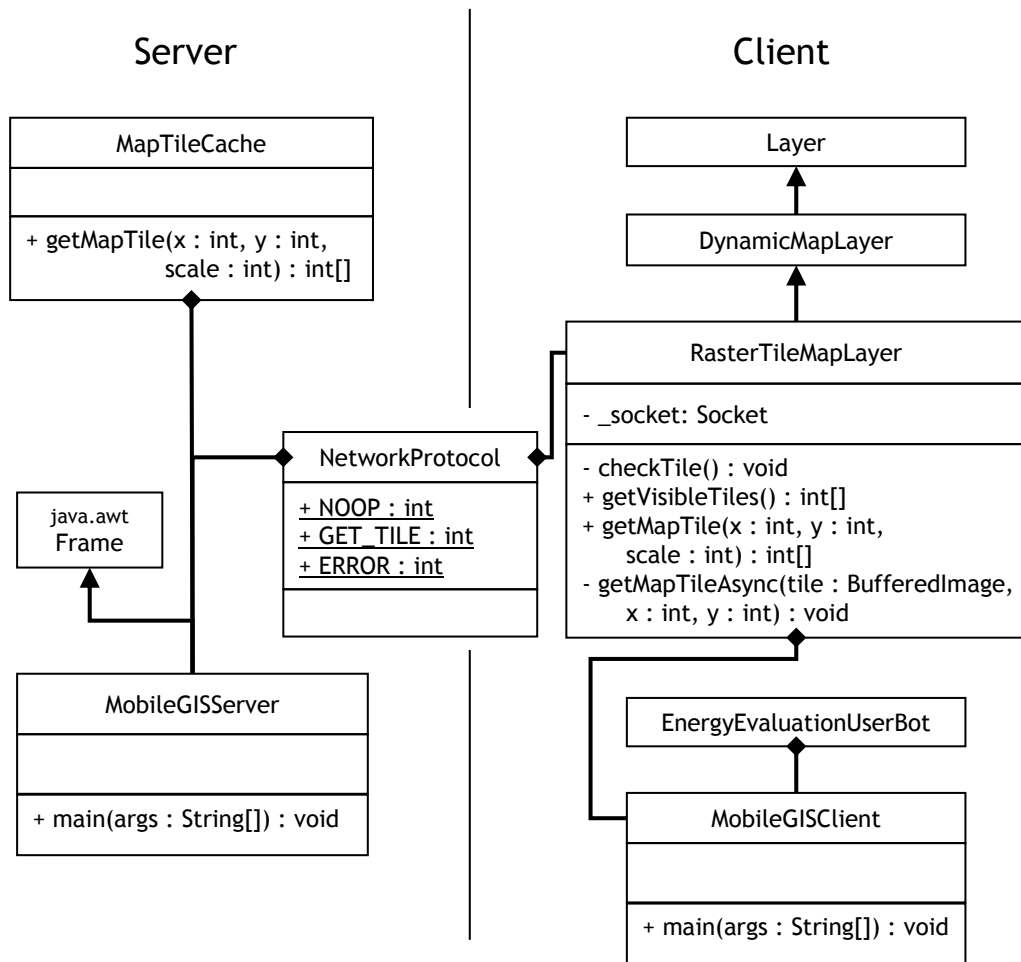 Server
Client
MapTileCache
+ getMapTile(x : int, y : int,
scale : int) : int[]
Layer
DynamicMapLayer
RasterTileMapLayer
- _socket: Socket
- checkTile() : void
+ getVisibleTiles() : int[]
+ getMapTile(x : int, y : int,
scale : int) : int[]
- getMapTileAsync(tile : BufferedImage,
x : int, y : int) : void
NetworkProtocol
+ NOOP : int
+ GET_TILE : int
+ ERROR : int
java.awt
Frame
MobileGISServer
+ main(args : String[]) : void
EnergyEvaluationUserBot
MobileGISClient
+ main(args : String[]) : void